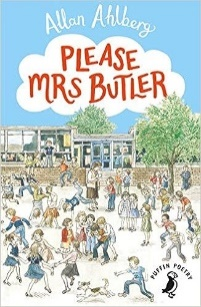 Allan Ahlberg
PLEASE
MRS BUTLER
PUFFIN POETRY